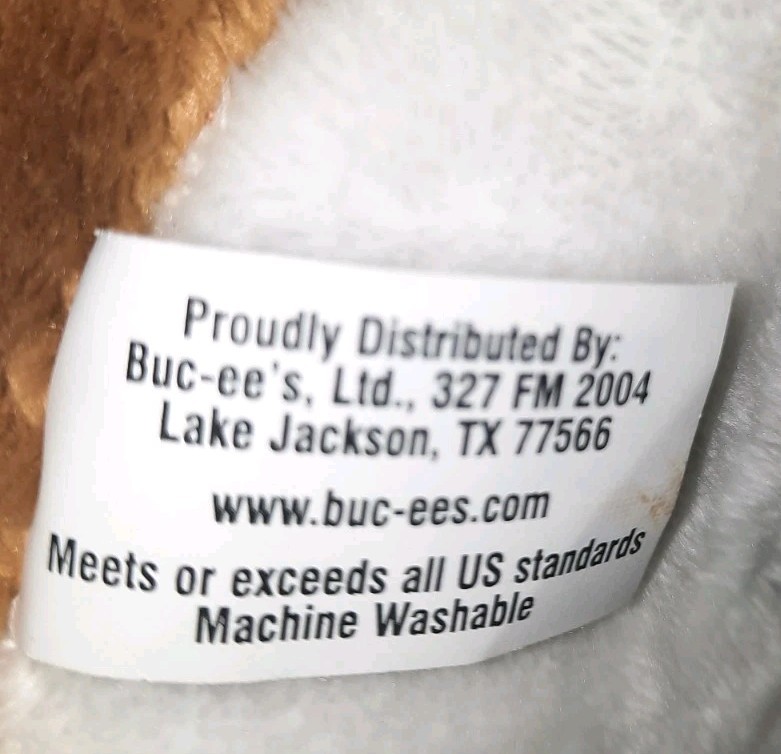 Proudly Distributed By:
Buc-ee's, Ltd., 327 FM 2004
Lake Jackson, TX 77566
www.buc-ees.com
Meets or exceeds all US standards
Machine Washable